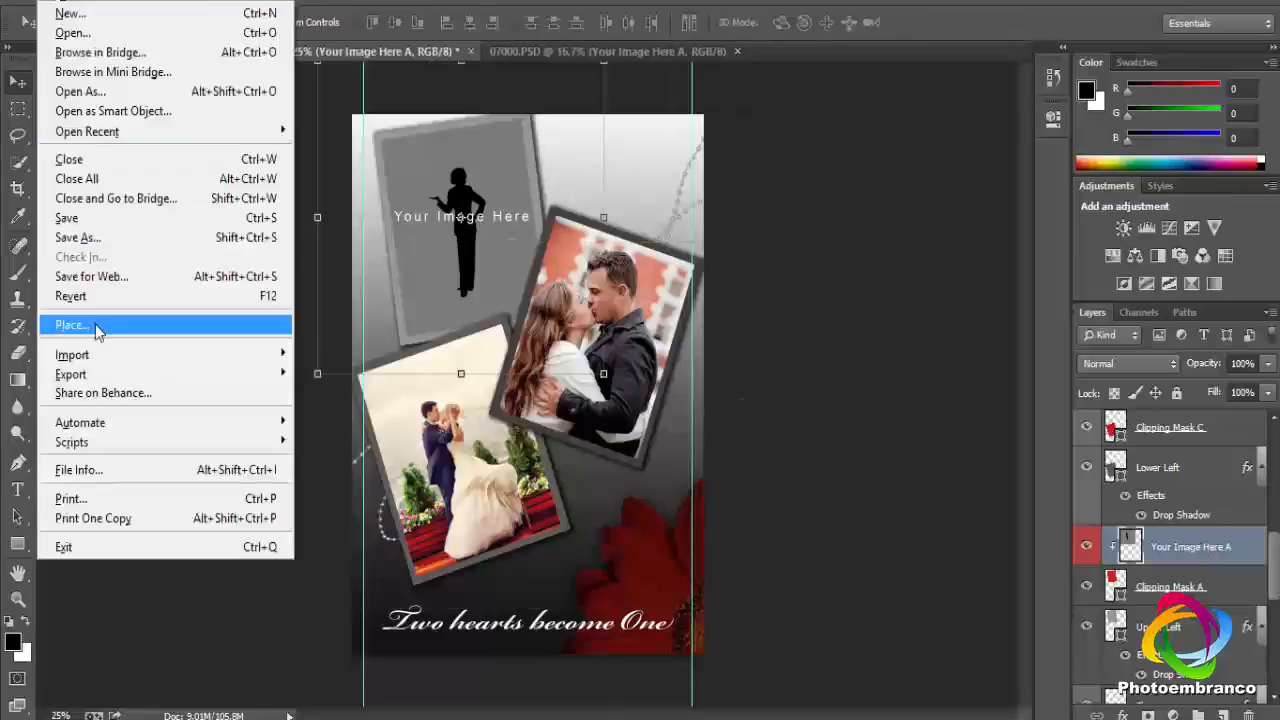 New... Ctrl+N
Open... Ctrl+O
Browse in Bridge... Alt+Ctrl+O
Browse in Mini Bridge...
Open As... Alt+Shift+Ctrl+O
Open as Smart Object...
Open Recent
Close Ctrl+W
Close All Alt+Ctrl+W
Close and Go to Bridge... Shift+Ctrl+W
Save Ctrl+S
Save As... Shift+Ctrl+S
Check In...
Save for Web... Alt+Shift+Ctrl+S
Revert F12
Place...
Import
Export
Share on Behance...
Automate
Scripts
File Info... Alt+Shift+Ctrl+I
Print... Ctrl+P
Print One Copy Alt+Shift+Ctrl+P
Exit Ctrl+Q
m Controls
3D Mode:
Essentials
25% (Your Image Here A, RGB/8) *
07000.PSD @ 16.7% (Your Image Here A, RGB/8)
Your Image Here
Two hearts become One
Color Swatches
R 0
G 0
B 0
Adjustments Styles
Add an adjustment
Layers Channels Paths
Kind
Normal Opacity: 100%
Lock: Fill: 100%
Clipping Mask C
Lower Left fx
Effects
Drop Shadow
Your Image Here A
Clipping Mask A
fx
Photoembranco
25% Doc: 9.01M/105.8M